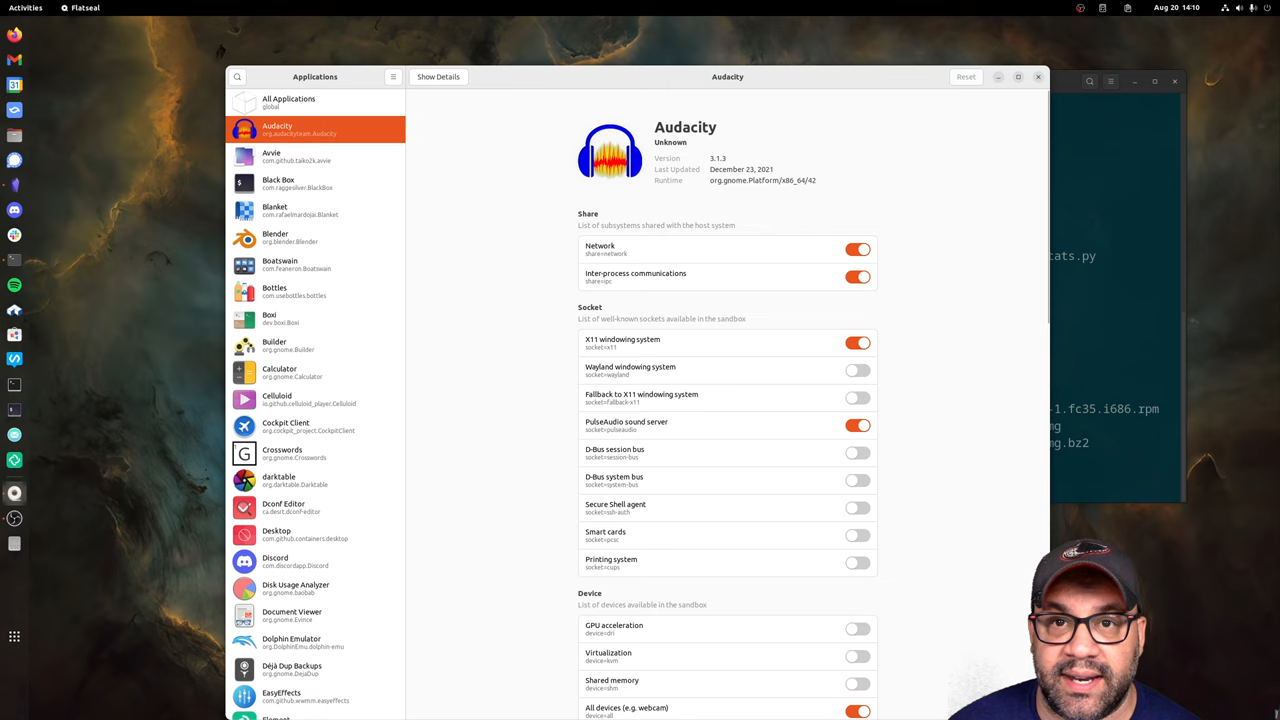 Activities
Flatseal
Aug 20 14:10
Applications
Show Details
Audacity
Reset
All Applications
global
Audacity
org.audacityteam.Audacity
Avvie
com.github.taiko2k.avvie
Black Box
com.raggesilver.BlackBox
Blanket
com.rafaelmardojai.Blanket
Blender
org.blender.Blender
Boatswain
com.feaneron.Boatswain
Bottles
com.usebottles.bottles
Boxi
dev.boxi.Boxi
Builder
org.gnome.Builder
Calculator
org.gnome.Calculator
Celluloid
io.github.celluloid_player.Celluloid
Cockpit Client
org.cockpit_project.CockpitClient
Crosswords
org.gnome.Crosswords
darktable
org.darktable.Darktable
Dconf Editor
ca.desrt.dconf-editor
Desktop
com.github.containers.desktop
Discord
com.discordapp.Discord
Disk Usage Analyzer
org.gnome.baobab
Document Viewer
org.gnome.Evince
Dolphin Emulator
org.DolphinEmu.dolphin-emu
Déjà Dup Backups
org.gnome.DejaDup
EasyEffects
com.github.wwmm.easyeffects
Element
Audacity
Unknown
Version 3.1.3
Last Updated December 23, 2021
Runtime org.gnome.Platform/x86_64/42
Share
List of subsystems shared with the host system
Network
share=network
Inter-process communications
share=ipc
Socket
List of well-known sockets available in the sandbox
X11 windowing system
socket=x11
Wayland windowing system
socket=wayland
Fallback to X11 windowing system
socket=fallback-x11
PulseAudio sound server
socket=pulseaudio
D-Bus session bus
socket=session-bus
D-Bus system bus
socket=system-bus
Secure Shell agent
socket=ssh-auth
Smart cards
socket=pcsc
Printing system
socket=cups
Device
List of devices available in the sandbox
GPU acceleration
device=dri
Virtualization
device=kvm
Shared memory
device=shm
All devices (e.g. webcam)
device=all
tats.py
-1.fc35.i686.rpm
mg
mg.bz2